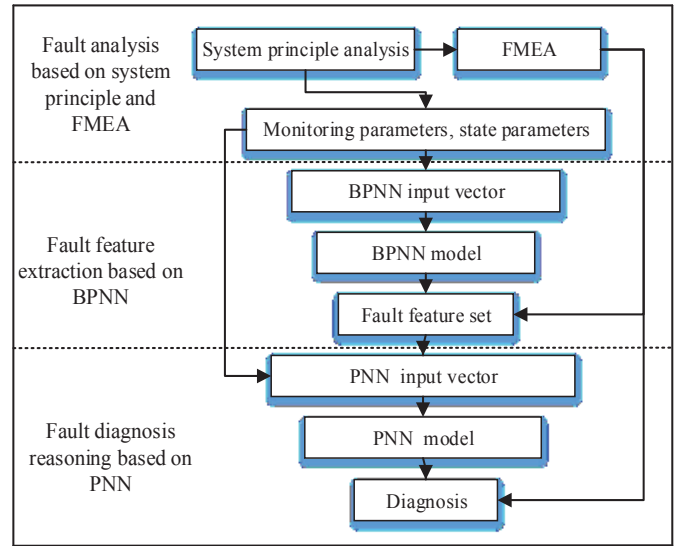 Fault analysis
based on system
principle and
FMEA
System principle analysis
FMEA
Monitoring parameters, state parameters
Fault feature
extraction based on
BPNN
BPNN input vector
BPNN model
Fault feature set
Fault diagnosis
reasoning based on
PNN
PNN input vector
PNN model
Diagnosis